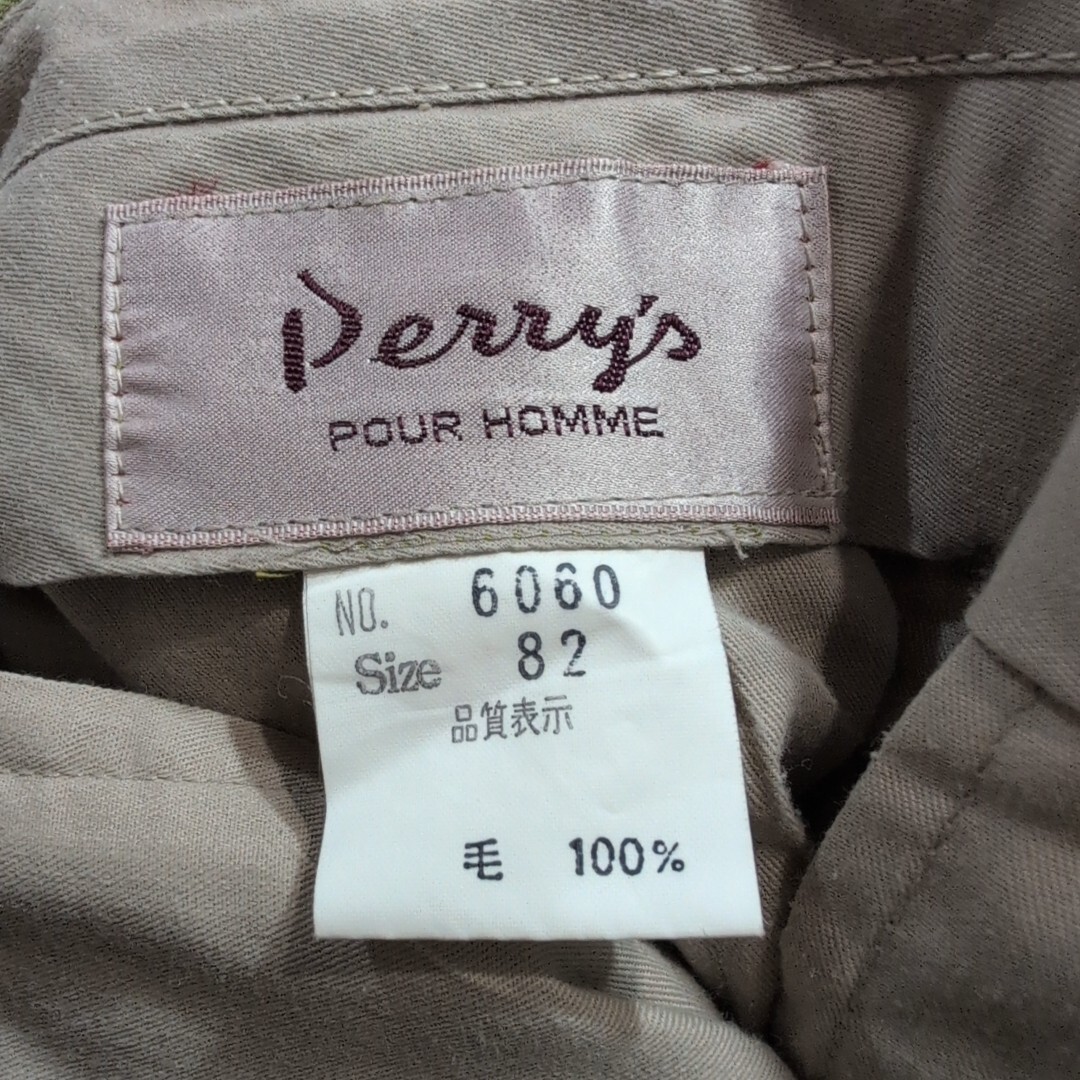 Perry's
POUR HOMME
NO. 6060
Size 82
品質表示
毛 100%